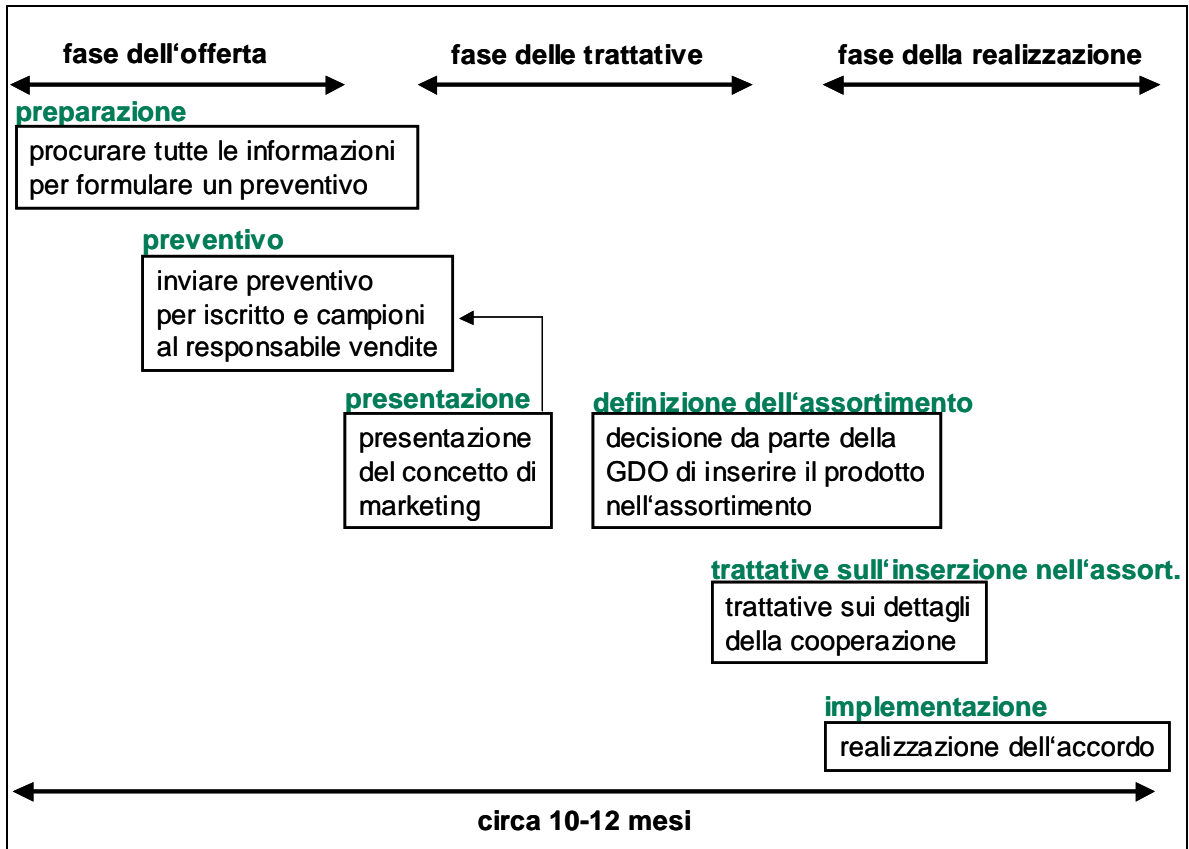 fase dell‘offerta
fase delle trattative
fase della realizzazione
preparazione
procurare tutte le informazioni
per formulare un preventivo
preventivo
inviare preventivo
per iscritto e campioni
al responsabile vendite
presentazione
presentazione
del concetto di
marketing
definizione dell‘assortimento
decisione da parte della
GDO di inserire il prodotto
nell‘assortimento
trattative sull‘inserzione nell‘assort.
trattative sui dettagli
della cooperazione
implementazione
realizzazione dell‘accordo
circa 10-12 mesi